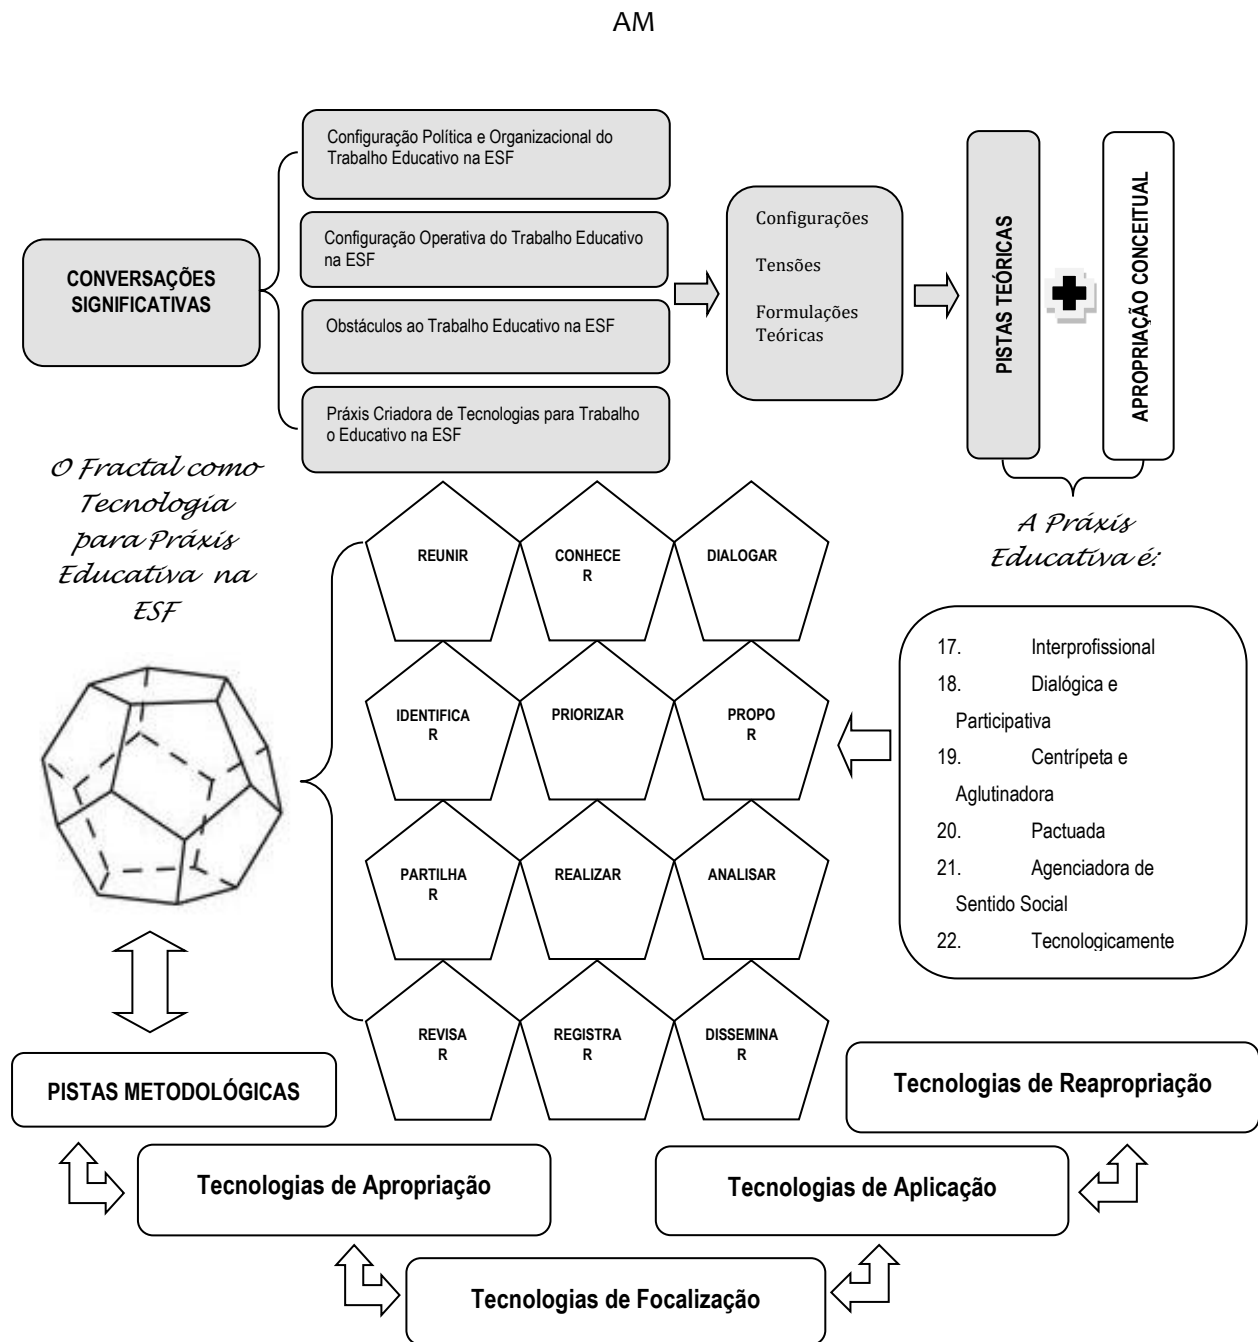 AM
Configuração Política e Organizacional do
Trabalho Educativo na ESF
Configuração Operativa do Trabalho Educativo
na ESF
Obstáculos ao Trabalho Educativo na ESF
Práxis Criadora de Tecnologias para Trabalho
o Educativo na ESF
CONVERSAÇÕES
SIGNIFICATIVAS
Configurações
Tensões
Formulações
Teóricas
PISTAS TEÓRICAS
APROPRIAÇÃO CONCEITUAL
O Fractal como
Tecnologia
para Práxis
Educativa na
ESF
A Práxis
Educativa é:
REUNIR
CONHECE
R
DIALOGAR
IDENTIFICA
R
PRIORIZAR
PROPO
R
PARTILHA
R
REALIZAR
ANALISAR
REVISA
R
REGISTRA
R
DISSEMINA
R
17. Interprofissional
18. Dialógica e
Participativa
19. Centrípeta e
Aglutinadora
20. Pactuada
21. Agenciadora de
Sentido Social
22. Tecnologicamente
PISTAS METODOLÓGICAS
Tecnologias de Reapropriação
Tecnologias de Apropriação
Tecnologias de Aplicação
Tecnologias de Focalização